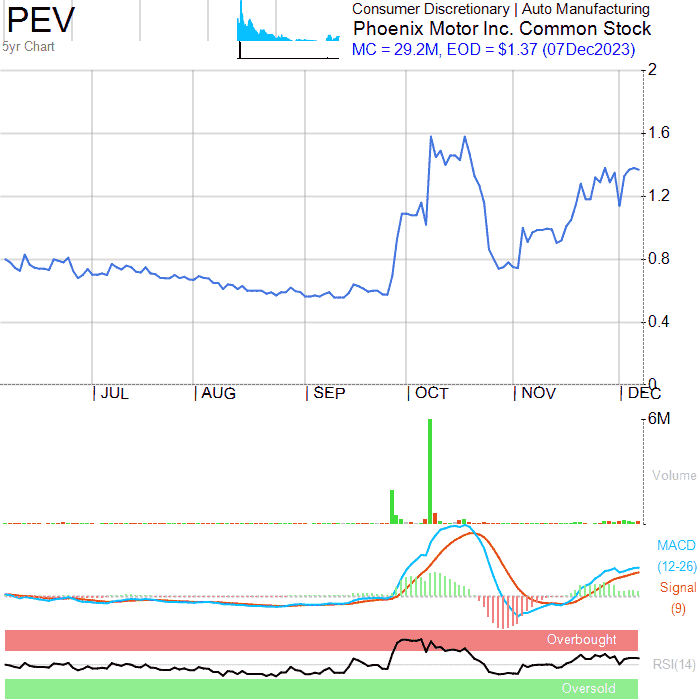 PEV
5yr Chart
Consumer Discretionary | Auto Manufacturing
Phoenix Motor Inc. Common Stock
MC = 29.2M, EOD = $1.37 (07Dec2023)
2
1.6
1.2
0.8
0.4
0
JUL AUG SEP OCT NOV DEC
6M
Volume
MACD
(12-26)
Signal
(9)
Overbought
RSI(14)
Oversold